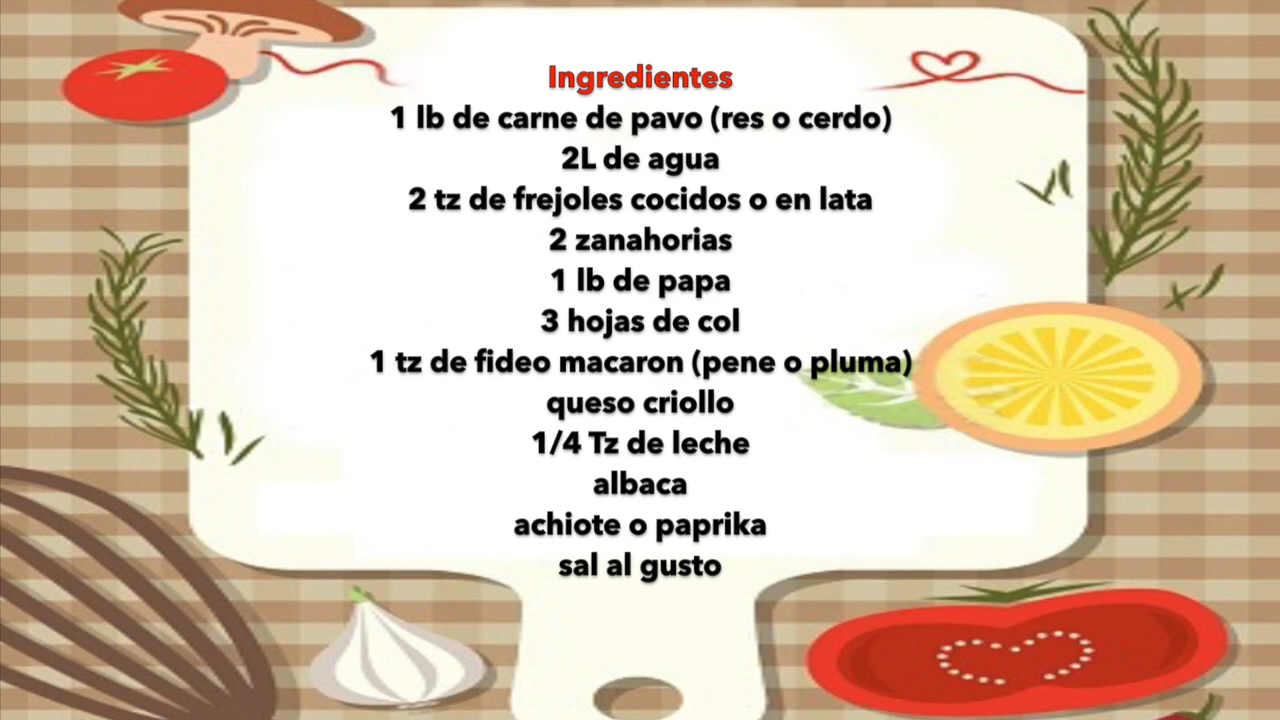 Ingredientes
1 lb de carne de pavo (res o cerdo)
2L de agua
2 tz de frejoles cocidos o en lata
2 zanahorias
1 lb de papa
3 hojas de col
1 tz de fideo macaron (pene o pluma)
queso criollo
1/4 Tz de leche
albaca
achiote o paprika
sal al gusto